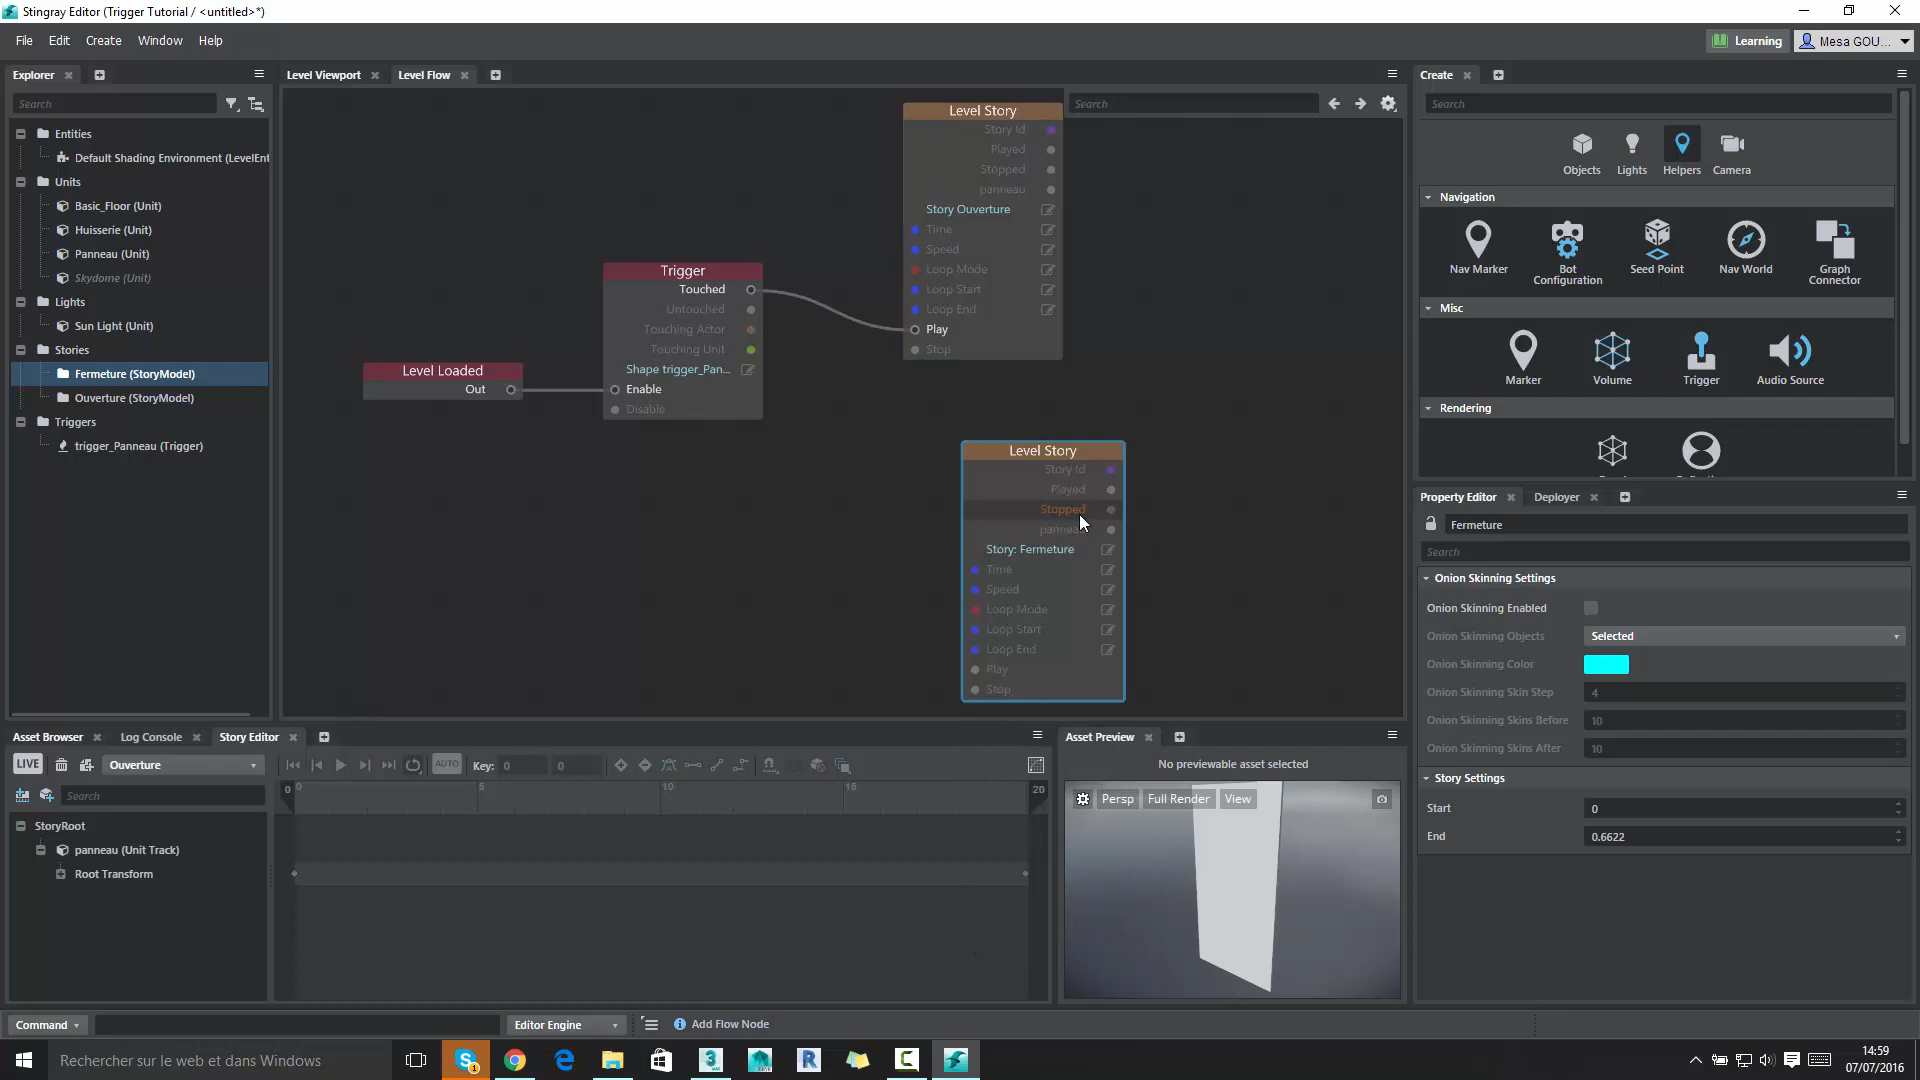 Stingray Editor (Trigger Tutorial / <untitled>*)
File Edit Create Window Help
Learning
Mesa GOU...
Explorer
Search
Entities
Default Shading Environment (LevelEnt
Units
Basic_Floor (Unit)
Huisserie (Unit)
Panneau (Unit)
Skydome (Unit)
Lights
Sun Light (Unit)
Stories
Fermeture (StoryModel)
Ouverture (StoryModel)
Triggers
trigger_Panneau (Trigger)
Level Viewport
Level Flow
Search
Level Loaded
Out
Trigger
Touched
Untouched
Touching Actor
Touching Unit
Shape trigger_Pan...
Enable
Disable
Level Story
Story Id
Played
Stopped
panneau
Story Ouverture
Time
Speed
Loop Mode
Loop Start
Loop End
Play
Stop
Level Story
Story Id
Played
Stopped
Story: Fermeture
Time
Speed
Loop Mode
Loop Start
Loop End
Play
Stop
Create
Search
Objects Lights Helpers Camera
Navigation
Nav Marker
Bot Configuration
Seed Point
Nav World
Graph Connector
Misc
Marker Volume Trigger Audio Source
Rendering
Property Editor
Deployer
Fermeture
Search
Onion Skinning Settings
Onion Skinning Enabled
Onion Skinning Objects Selected
Onion Skinning Color
Onion Skinning Skin Step 4
Onion Skinning Skins Before 10
Onion Skinning Skins After 10
Story Settings
Start 0
End 0.6622
Asset Browser
Log Console
Story Editor
LIVE
Ouverture
AUTO
Key: 0 0
Search
0 0 5 10 15 20
StoryRoot
panneau (Unit Track)
Root Transform
Asset Preview
No previewable asset selected
Persp Full Render View
Command
Editor Engine
Add Flow Node
Rechercher sur le web et dans Windows
14:59
07/07/2016